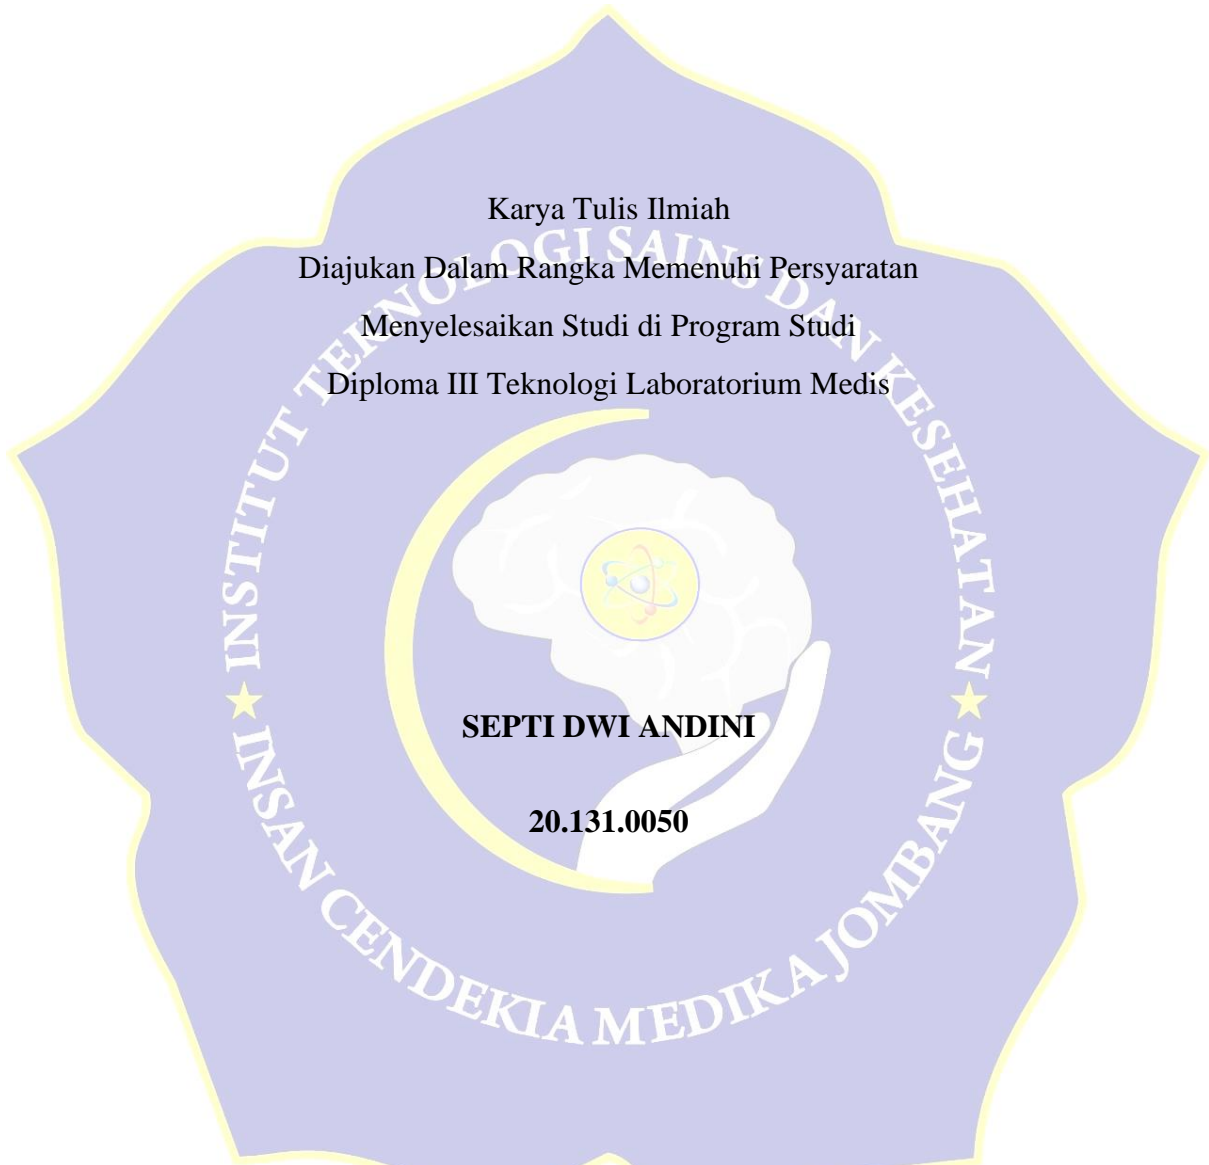 Karya Tulis Ilmiah
Diajukan Dalam Rangka Memenuhi Persyaratan
Menyelesaikan Studi di Program Studi
Diploma III Teknologi Laboratorium Medis
SEPTI DWI ANDINI
20.131.0050
INSTITUT TEKNOLOGI SAINS DAN KESEHATAN
INSAN CENDEKIA MEDIKA JOMBANG